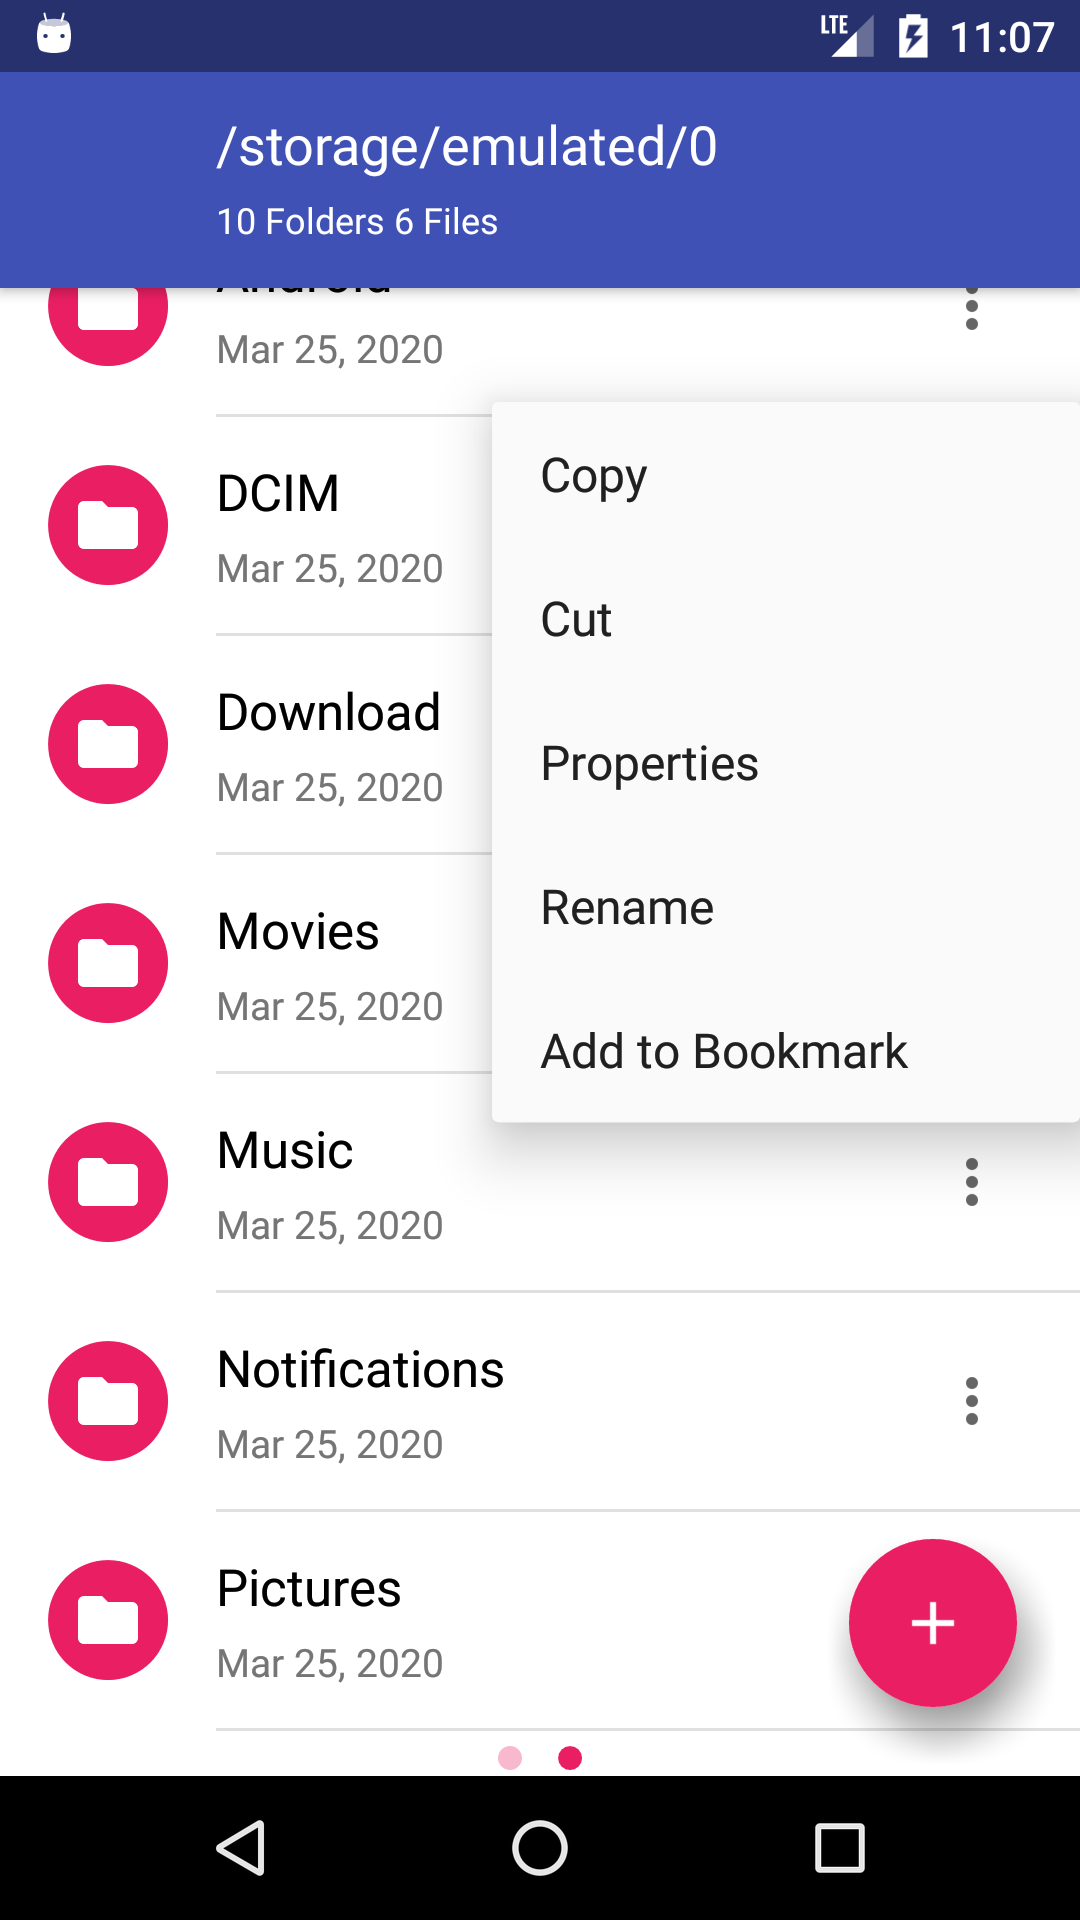 LTE 11:07
/storage/emulated/0
10 Folders 6 Files
Android
Mar 25, 2020
DCIM
Mar 25, 2020
Download
Mar 25, 2020
Movies
Mar 25, 2020
Music
Mar 25, 2020
Notifications
Mar 25, 2020
Pictures
Mar 25, 2020
Copy
Cut
Properties
Rename
Add to Bookmark